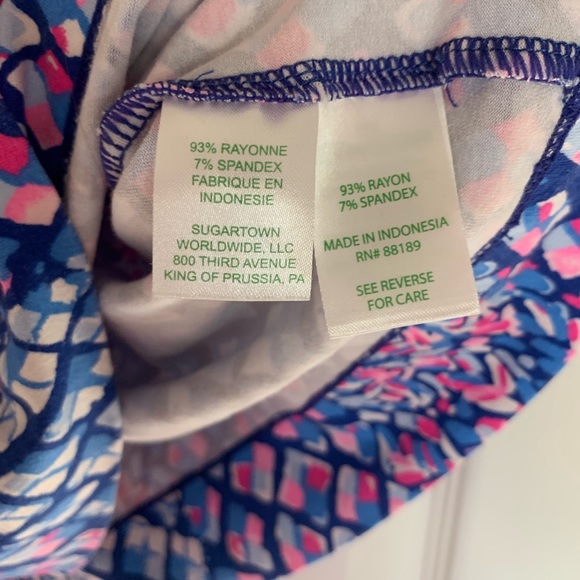 93% RAYONNE
7% SPANDEX
FABRIQUE EN
INDONESIE
SUGARTOWN
WORLDWIDE, LLC
800 THIRD AVENUE
KING OF PRUSSIA, PA
93% RAYON
7% SPANDEX
MADE IN INDONESIA
RN# 88189
SEE REVERSE
FOR CARE